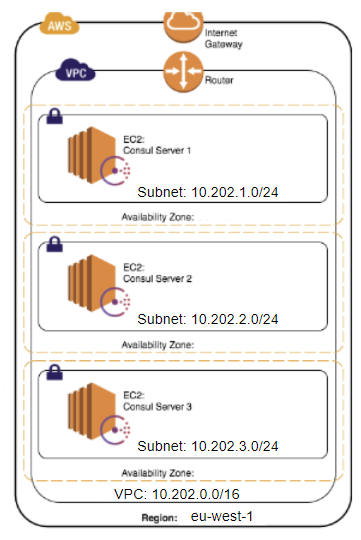 AWS
Internet
Gateway
VPC
Router
EC2:
Consul Server 1
Subnet: 10.202.1.0/24
Availability Zone:
EC2:
Consul Server 2
Subnet: 10.202.2.0/24
Availability Zone:
EC2:
Consul Server 3
Subnet: 10.202.3.0/24
Availability Zone:
VPC: 10.202.0.0/16
Region: eu-west-1